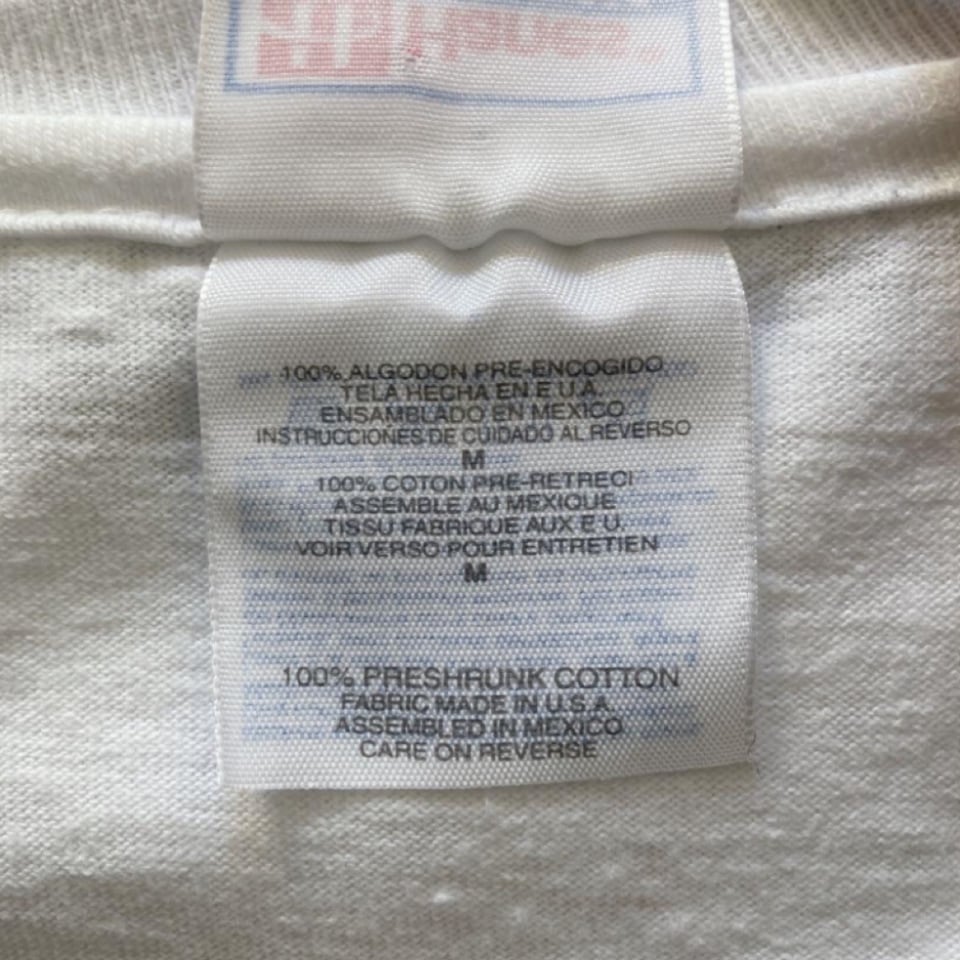 100% ALGODON PRE-ENCOGIDO
TELA HECHA EN E.U.A.
ENSAMBLADO EN MEXICO
INSTRUCCIONES DE CUIDADO AL REVERSO
M
100% COTON PRE-RETRECI
ASSEMBLE AU MEXIQUE
TISSU FABRIQUE AUX E U.
VOIR VERSO POUR ENTRETIEN
M
100% PRESHRUNK COTTON
FABRIC MADE IN U.S.A.
ASSEMBLED IN MEXICO
CARE ON REVERSE